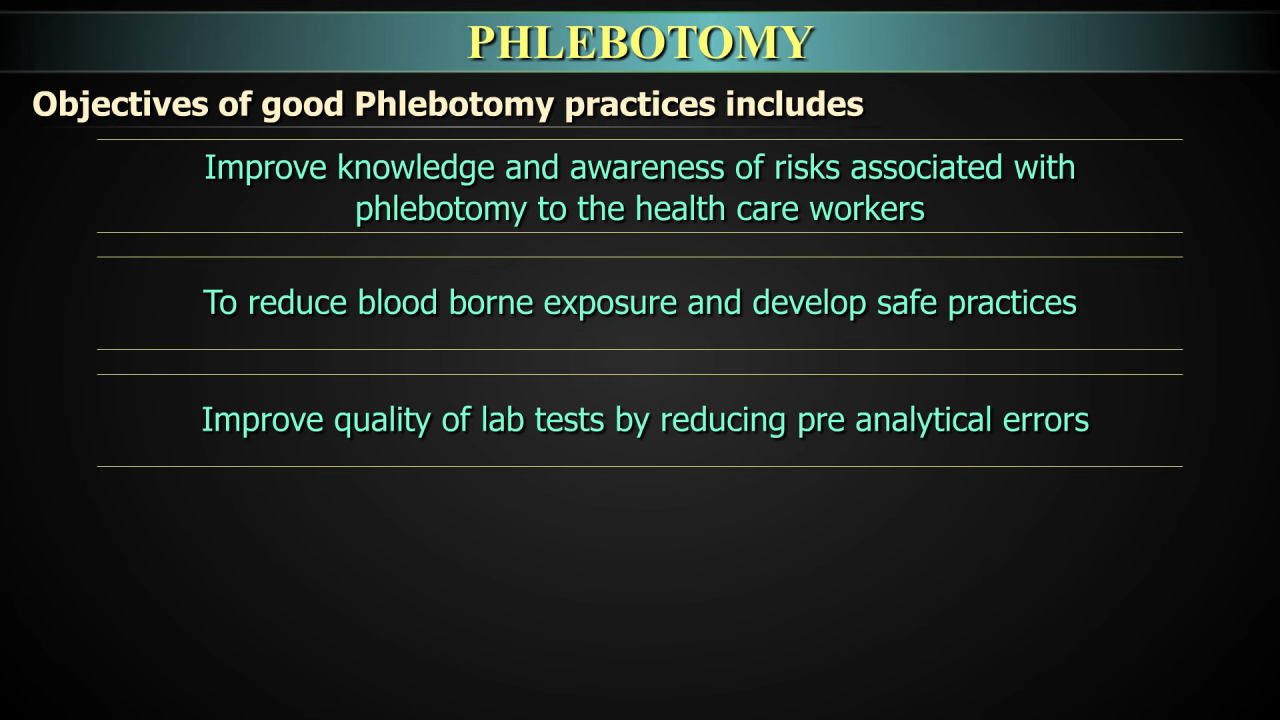 PHLEBOTOMY
Objectives of good Phlebotomy practices includes
Improve knowledge and awareness of risks associated with
phlebotomy to the health care workers
To reduce blood borne exposure and develop safe practices
Improve quality of lab tests by reducing pre analytical errors